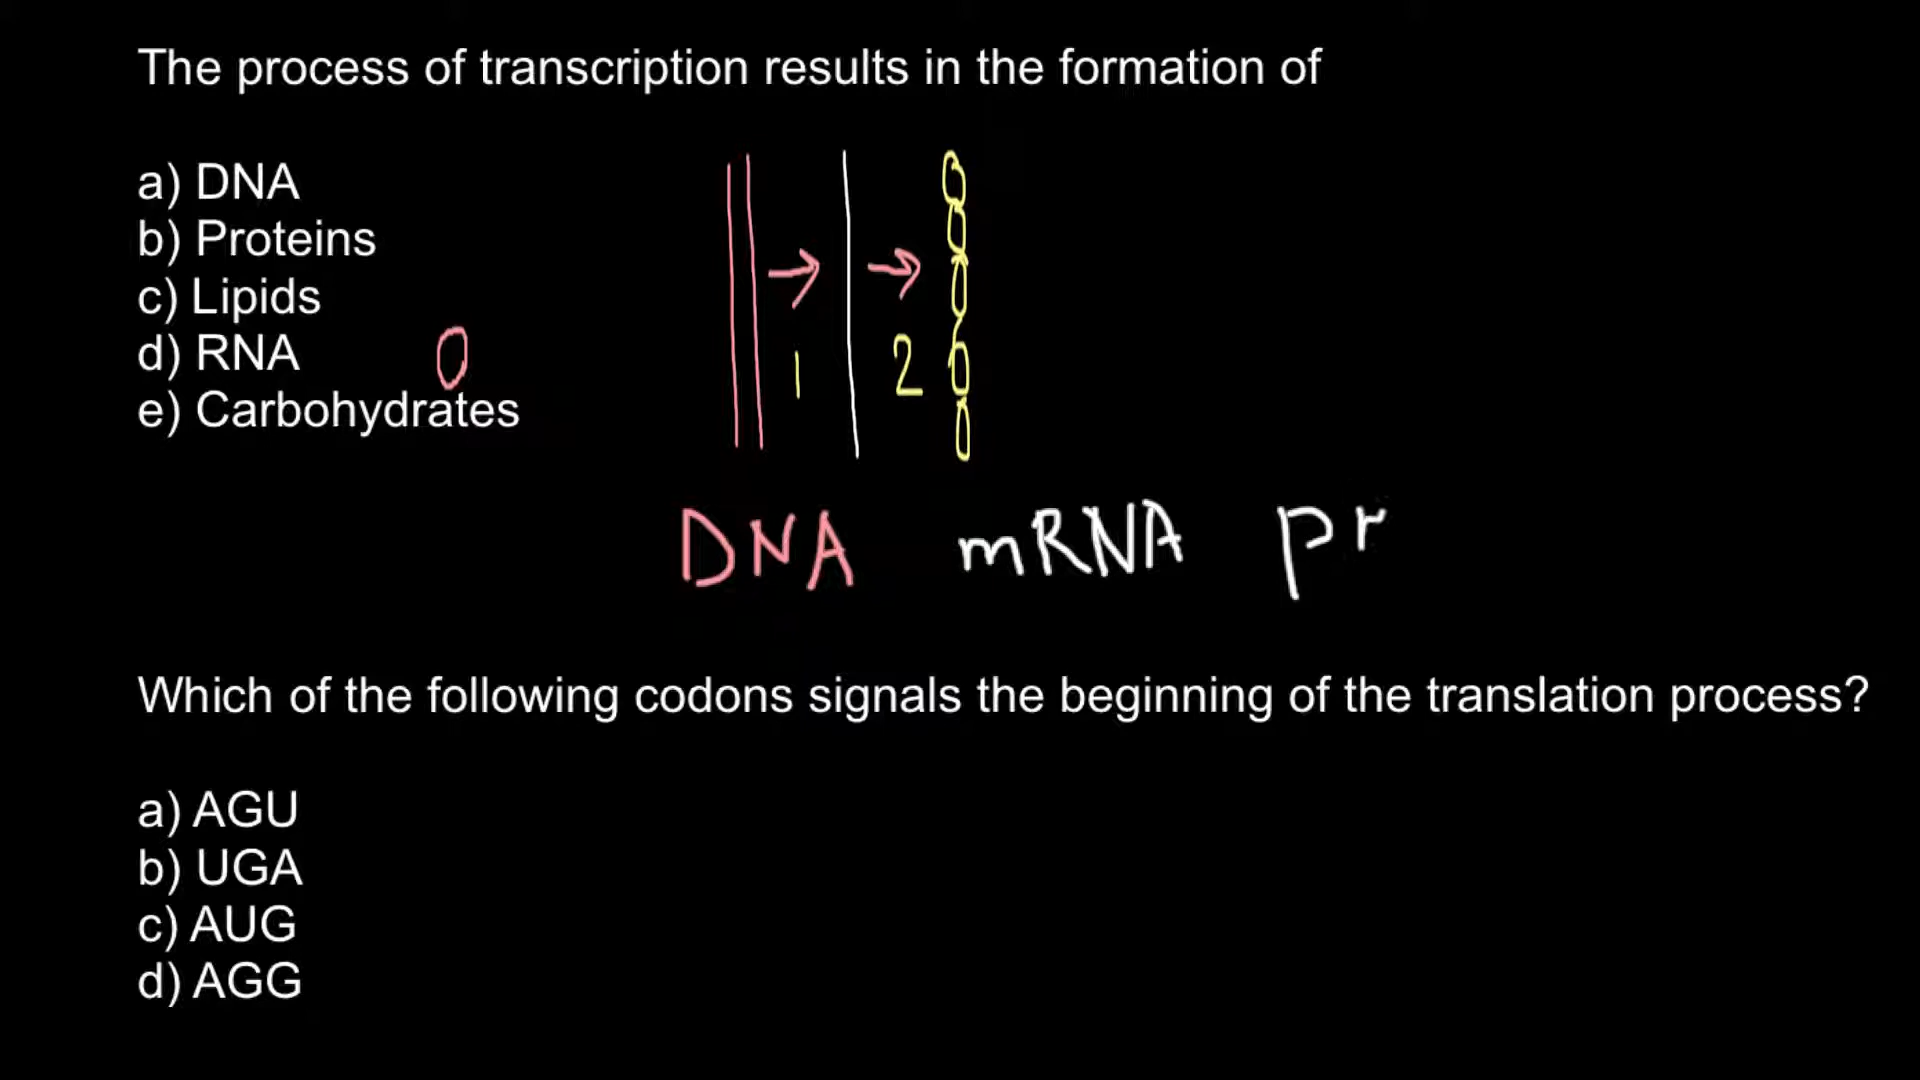 The process of transcription results in the formation of
a) DNA
b) Proteins
c) Lipids
d) RNA
e) Carbohydrates
1 2
DNA mRNA pr
Which of the following codons signals the beginning of the translation process?
a) AGU
b) UGA
c) AUG
d) AGG